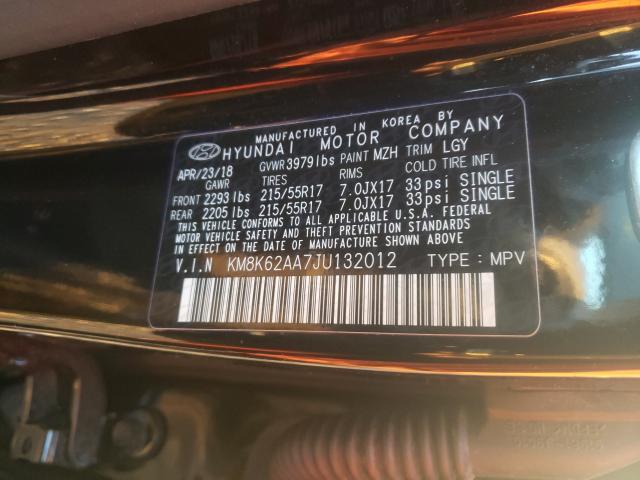 MANUFACTURED IN KOREA BY
HYUNDAI MOTOR COMPANY
APR/23/18 GVWR 3979lbs PAINT MZH TRIM LGY
GAWR TIRES RIMS COLD TIRE INFL
FRONT 2293 lbs 215/55R17 7.0JX17 33psi SINGLE
REAR 2205 lbs 215/55R17 7.0JX17 33psi SINGLE
THIS VEHICLE CONFORMS TO ALL APPLICABLE U.S.A. FEDERAL
MOTOR VEHICLE SAFETY AND THEFT PREVENTION STANDARDS
IN EFFECT ON THE DATE OF MANUFACTURE SHOWN ABOVE.
V.I.N KM8K62AA7JU132012 TYPE : MPV